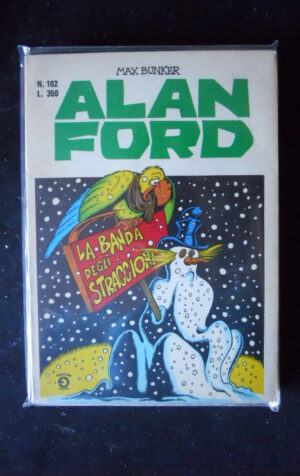 MAX BUNKER
N. 102
L. 350
ALAN
FORD
LA BANDA
DEGLI
STRACCIONI